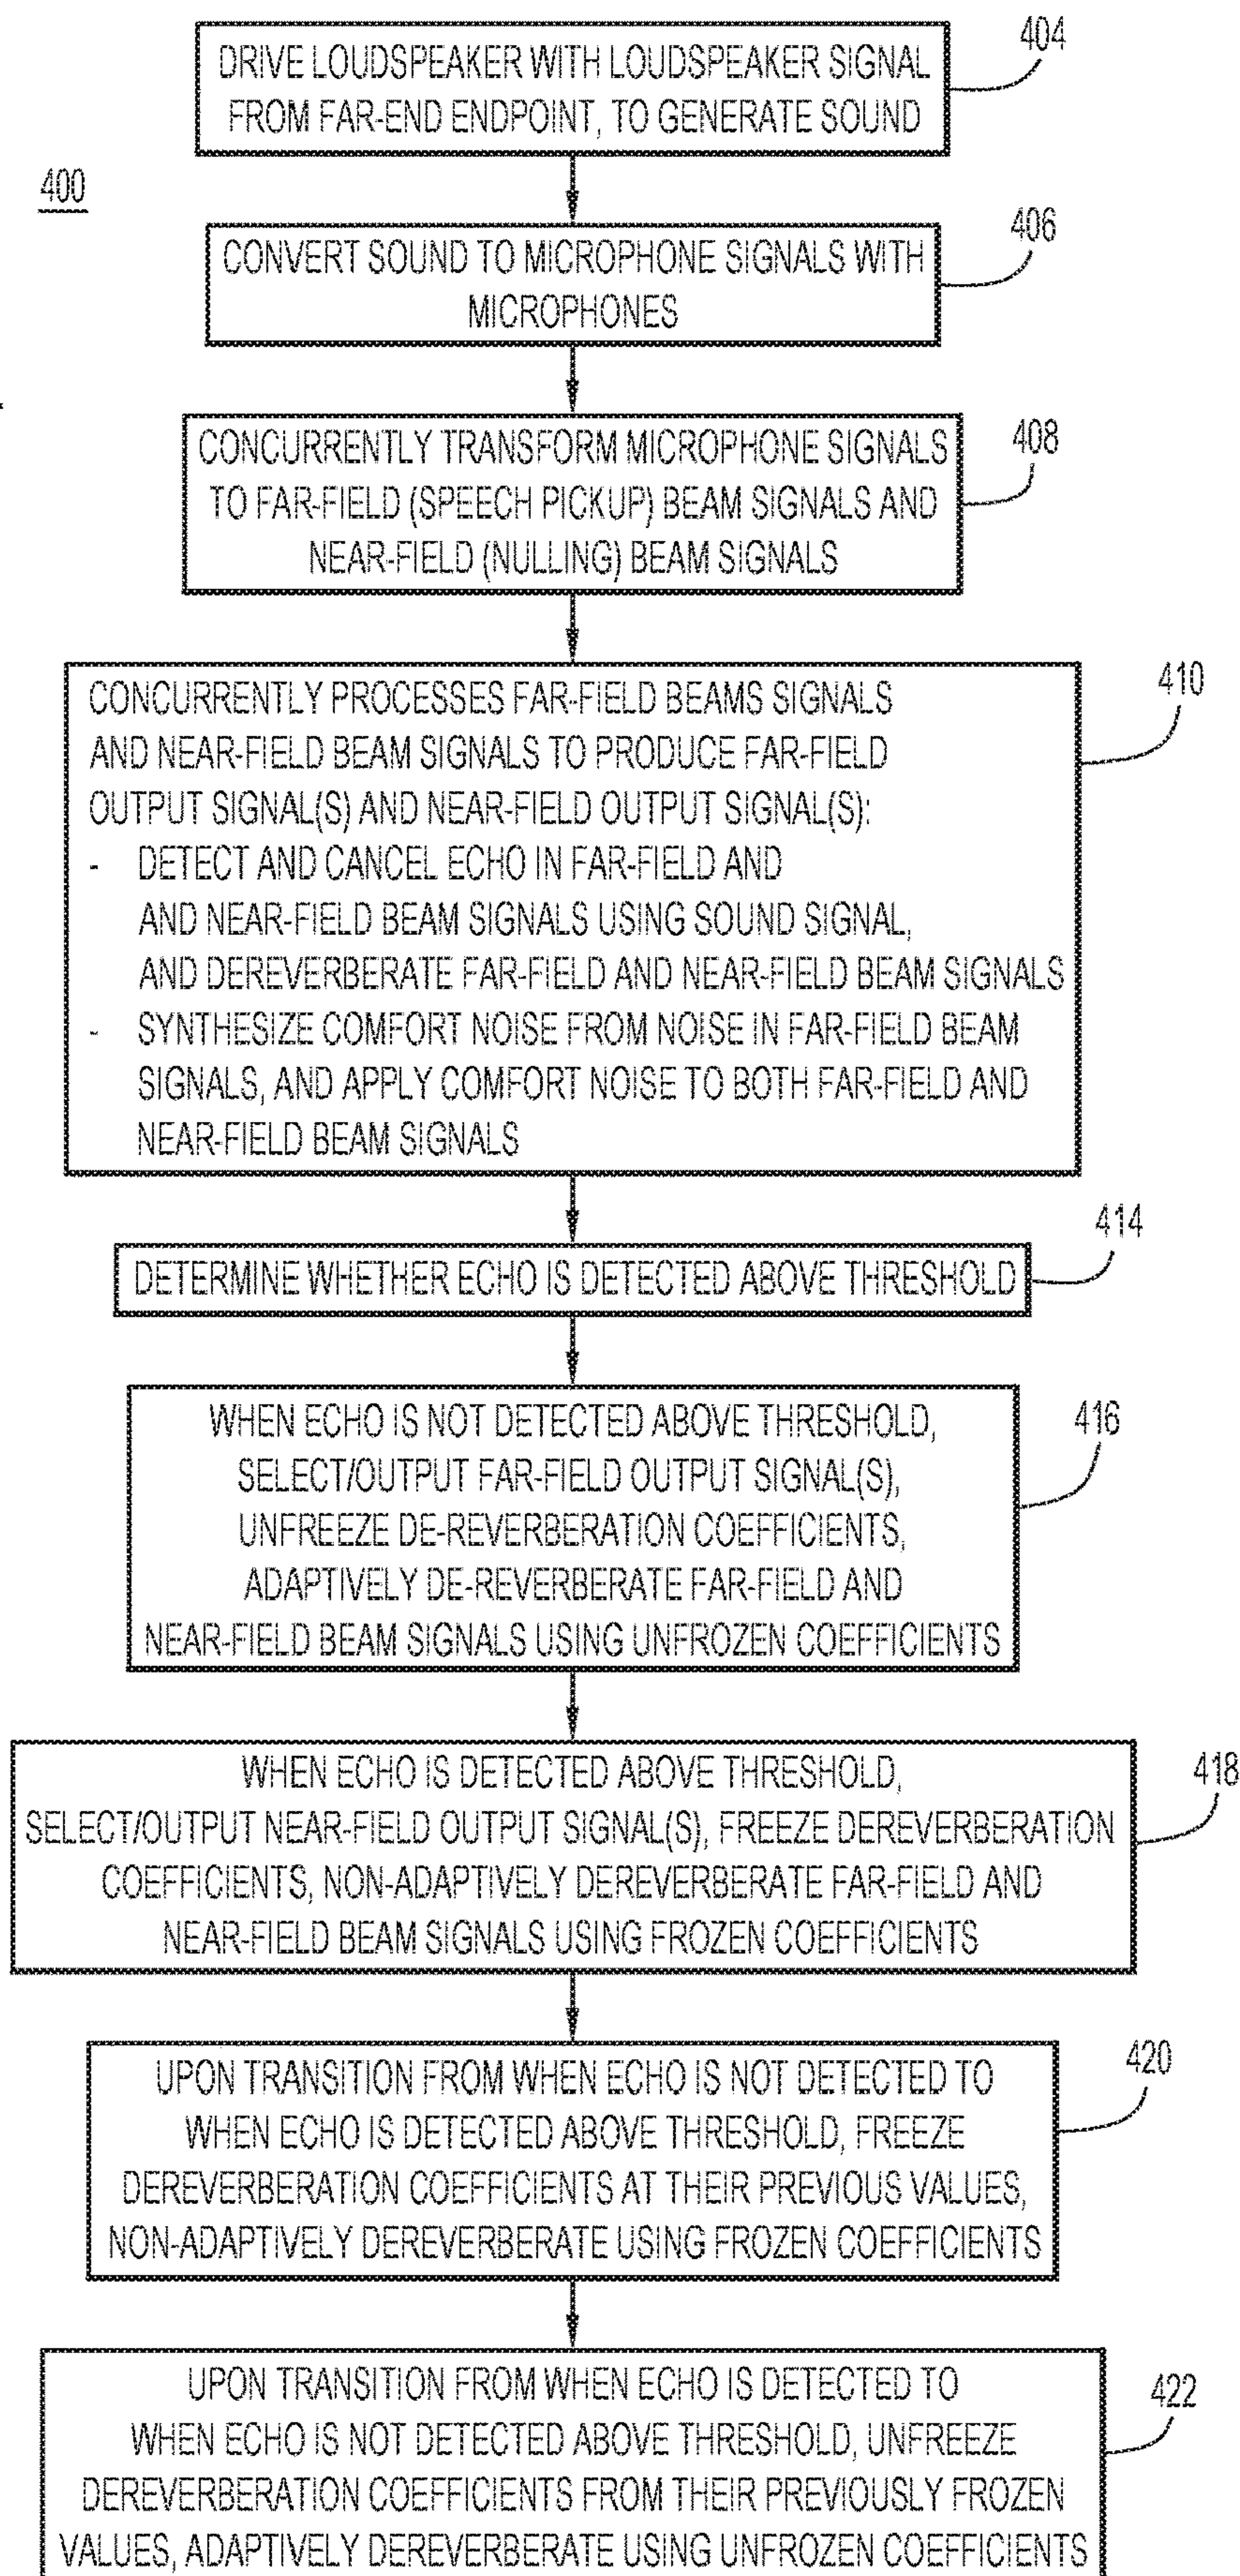 404
DRIVE LOUDSPEAKER WITH LOUDSPEAKER SIGNAL
FROM FAR-END ENDPOINT, TO GENERATE SOUND
400
406
CONVERT SOUND TO MICROPHONE SIGNALS WITH
MICROPHONES
408
CONCURRENTLY TRANSFORM MICROPHONE SIGNALS
TO FAR-FIELD (SPEECH PICKUP) BEAM SIGNALS AND
NEAR-FIELD (NULLING) BEAM SIGNALS
410
CONCURRENTLY PROCESSES FAR-FIELD BEAMS SIGNALS
AND NEAR-FIELD BEAM SIGNALS TO PRODUCE FAR-FIELD
OUTPUT SIGNAL(S) AND NEAR-FIELD OUTPUT SIGNAL(S):
- DETECT AND CANCEL ECHO IN FAR-FIELD AND
AND NEAR-FIELD BEAM SIGNALS USING SOUND SIGNAL,
AND DEREVERBERATE FAR-FIELD AND NEAR-FIELD BEAM SIGNALS
- SYNTHESIZE COMFORT NOISE FROM NOISE IN FAR-FIELD BEAM
SIGNALS, AND APPLY COMFORT NOISE TO BOTH FAR-FIELD AND
NEAR-FIELD BEAM SIGNALS
414
DETERMINE WHETHER ECHO IS DETECTED ABOVE THRESHOLD
416
WHEN ECHO IS NOT DETECTED ABOVE THRESHOLD,
SELECT/OUTPUT FAR-FIELD OUTPUT SIGNAL(S),
UNFREEZE DE-REVERBERATION COEFFICIENTS,
ADAPTIVELY DE-REVERBERATE FAR-FIELD AND
NEAR-FIELD BEAM SIGNALS USING UNFROZEN COEFFICIENTS
418
WHEN ECHO IS DETECTED ABOVE THRESHOLD,
SELECT/OUTPUT NEAR-FIELD OUTPUT SIGNAL(S), FREEZE DEREVERBERATION
COEFFICIENTS, NON-ADAPTIVELY DEREVERBERATE FAR-FIELD AND
NEAR-FIELD BEAM SIGNALS USING FROZEN COEFFICIENTS
420
UPON TRANSITION FROM WHEN ECHO IS NOT DETECTED TO
WHEN ECHO IS DETECTED ABOVE THRESHOLD, FREEZE
DEREVERBERATION COEFFICIENTS AT THEIR PREVIOUS VALUES,
NON-ADAPTIVELY DEREVERBERATE USING FROZEN COEFFICIENTS
422
UPON TRANSITION FROM WHEN ECHO IS DETECTED TO
WHEN ECHO IS NOT DETECTED ABOVE THRESHOLD, UNFREEZE
DEREVERBERATION COEFFICIENTS FROM THEIR PREVIOUSLY FROZEN
VALUES, ADAPTIVELY DEREVERBERATE USING UNFROZEN COEFFICIENTS